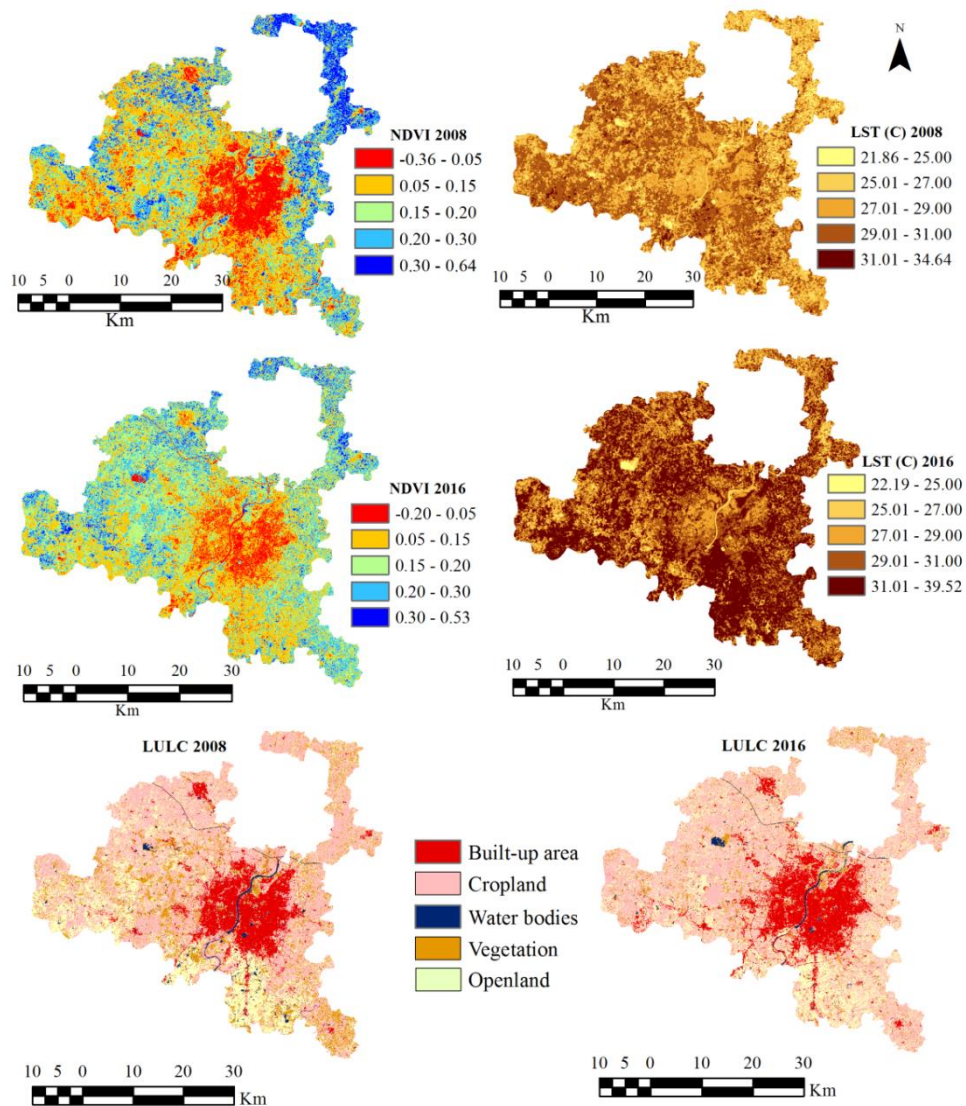 N
NDVI 2008
-0.36 - 0.05
0.05 - 0.15
0.15 - 0.20
0.20 - 0.30
0.30 - 0.64
10 5 0 10 20 30
Km
LST (C) 2008
21.86 - 25.00
25.01 - 27.00
27.01 - 29.00
29.01 - 31.00
31.01 - 34.64
10 5 0 10 20 30
Km
NDVI 2016
-0.20 - 0.05
0.05 - 0.15
0.15 - 0.20
0.20 - 0.30
0.30 - 0.53
10 5 0 10 20 30
Km
LST (C) 2016
22.19 - 25.00
25.01 - 27.00
27.01 - 29.00
29.01 - 31.00
31.01 - 39.52
10 5 0 10 20 30
Km
LULC 2008
Built-up area
Cropland
Water bodies
Vegetation
Openland
10 5 0 10 20 30
Km
LULC 2016
10 5 0 10 20 30
Km